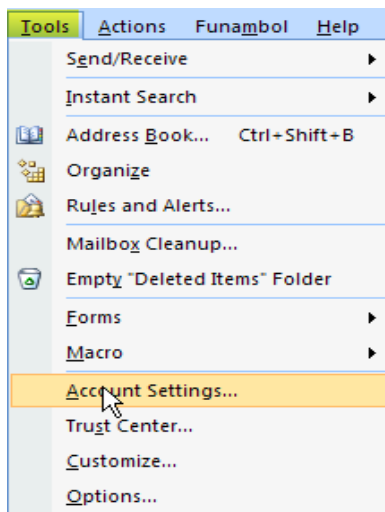 Tools Actions Funambol Help
Send/Receive
Instant Search
Address Book... Ctrl+Shift+B
Organize
Rules and Alerts...
Mailbox Cleanup...
Empty "Deleted Items" Folder
Forms
Macro
Account Settings...
Trust Center...
Customize...
Options...